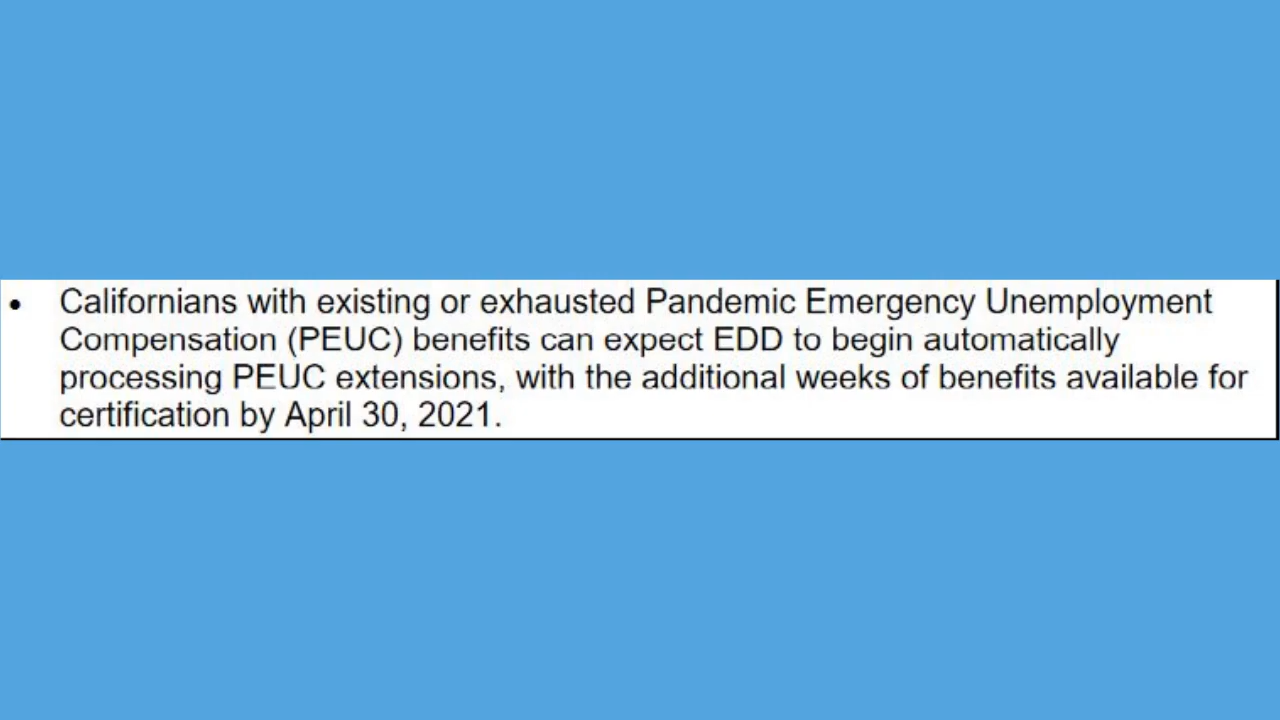 • Californians with existing or exhausted Pandemic Emergency Unemployment
Compensation (PEUC) benefits can expect EDD to begin automatically
processing PEUC extensions, with the additional weeks of benefits available for
certification by April 30, 2021.